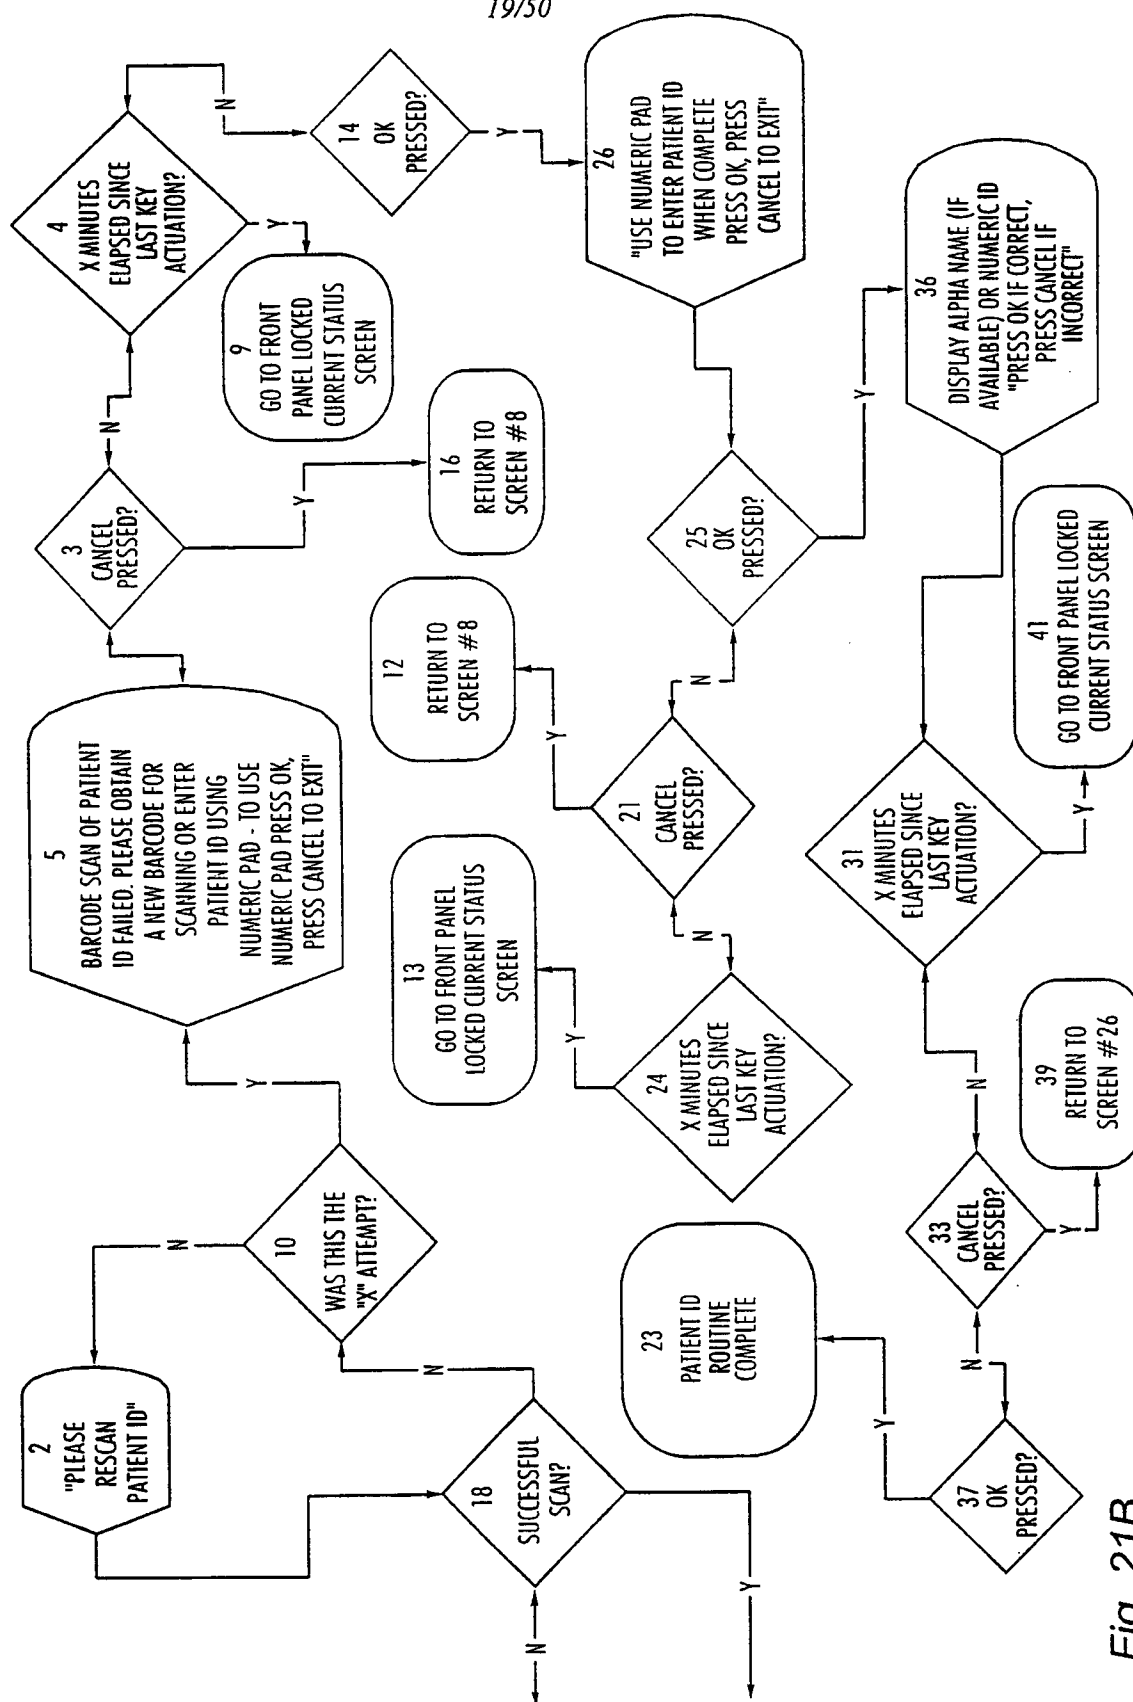 19/50
2
"PLEASE
RESCAN
PATIENT ID"
18
SUCCESSFUL
SCAN?
N
Y
N
10
WAS THIS THE
"X" ATTEMPT?
N
Y
5
BARCODE SCAN OF PATIENT
ID FAILED. PLEASE OBTAIN
A NEW BARCODE FOR
SCANNING OR ENTER
PATIENT ID USING
NUMERIC PAD - TO USE
NUMERIC PAD PRESS OK,
PRESS CANCEL TO EXIT"
3
CANCEL
PRESSED?
N
Y
16
RETURN TO
SCREEN #8
4
X MINUTES
ELAPSED SINCE
LAST KEY
ACTUATION?
Y
9
GO TO FRONT
PANEL LOCKED
CURRENT STATUS
SCREEN
N
14
OK
PRESSED?
Y
26
"USE NUMERIC PAD
TO ENTER PATIENT ID
WHEN COMPLETE
PRESS OK, PRESS
CANCEL TO EXIT"
25
OK
PRESSED?
N
Y
21
CANCEL
PRESSED?
Y
12
RETURN TO
SCREEN #8
N
24
X MINUTES
ELAPSED SINCE
LAST KEY
ACTUATION?
Y
13
GO TO FRONT PANEL
LOCKED CURRENT STATUS
SCREEN
36
DISPLAY ALPHA NAME (IF
AVAILABLE) OR NUMERIC ID
"PRESS OK IF CORRECT,
PRESS CANCEL IF
INCORRECT"
31
X MINUTES
ELAPSED SINCE
LAST KEY
ACTUATION?
Y
41
GO TO FRONT PANEL LOCKED
CURRENT STATUS SCREEN
N
33
CANCEL
PRESSED?
Y
39
RETURN TO
SCREEN #26
N
37
OK
PRESSED?
Y
23
PATIENT ID
ROUTINE
COMPLETE
Fig. 21B